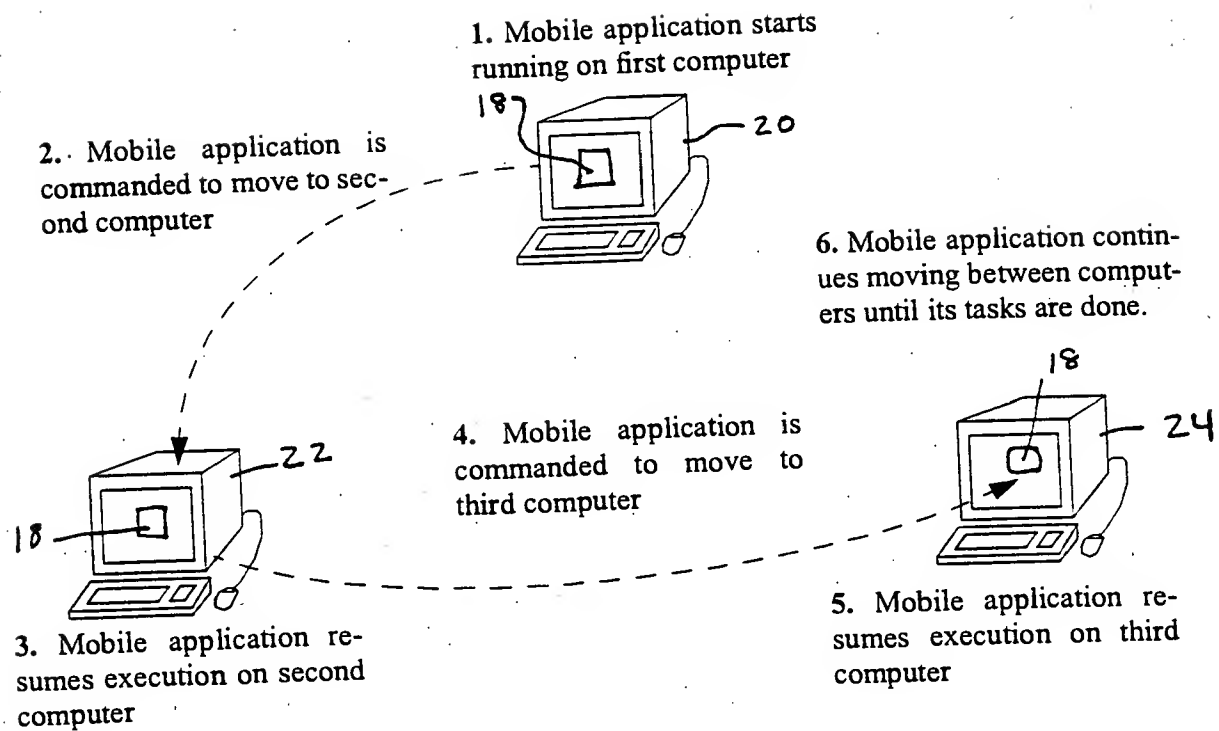 1. Mobile application starts
running on first computer
18
20
2. Mobile application is
commanded to move to sec-
ond computer
6. Mobile application contin-
ues moving between comput-
ers until its tasks are done.
18
24
4. Mobile application is
commanded to move to
third computer
22
18
3. Mobile application re-
sumes execution on second
computer
5. Mobile application re-
sumes execution on third
computer